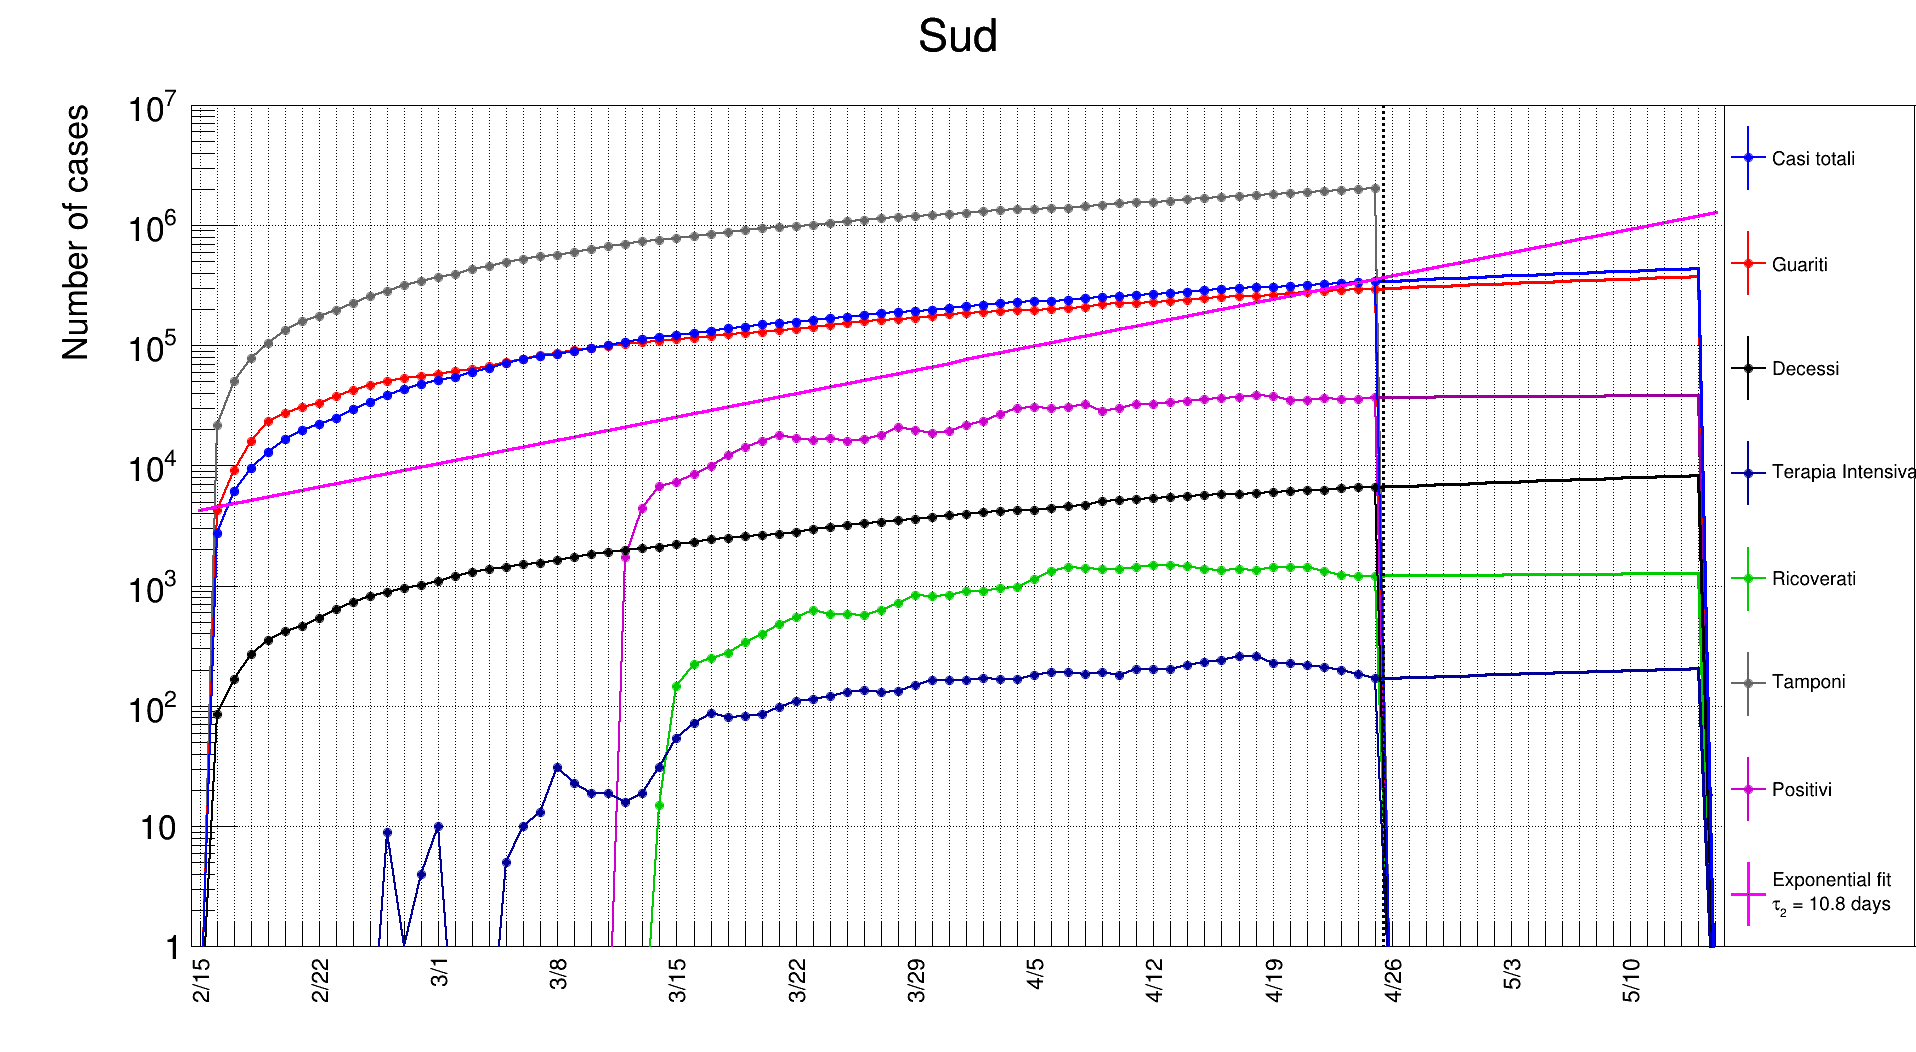 Sud
Number of cases
10^7
10^6
10^5
10^4
10^3
10^2
10
1
2/15
2/22
3/1
3/8
3/15
3/22
3/29
4/5
4/12
4/19
4/26
5/3
5/10
Casi totali
Guariti
Decessi
Terapia Intensiva
Ricoverati
Tamponi
Positivi
Exponential fit
τ₂ = 10.8 days